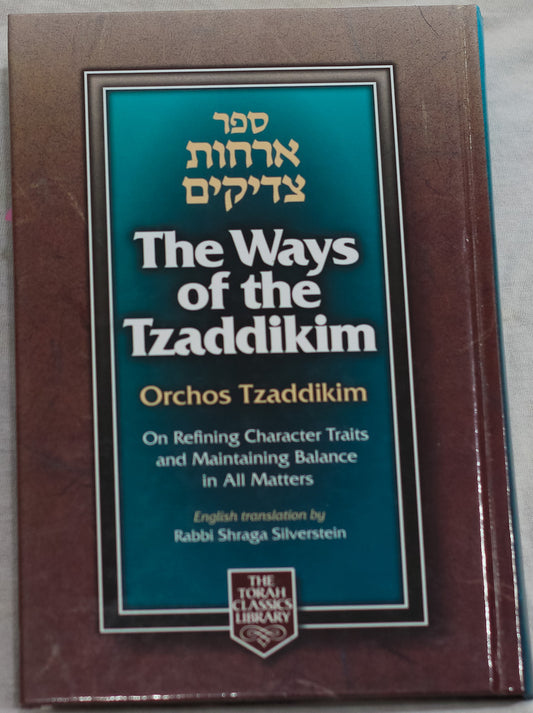 ספר
ארחות
צדיקים
The Ways
of the
Tzaddikim
Orchos Tzaddikim
On Refining Character Traits
and Maintaining Balance
in All Matters
English translation by
Rabbi Shraga Silverstein
THE
TORAH
CLASSICS
LIBRARY